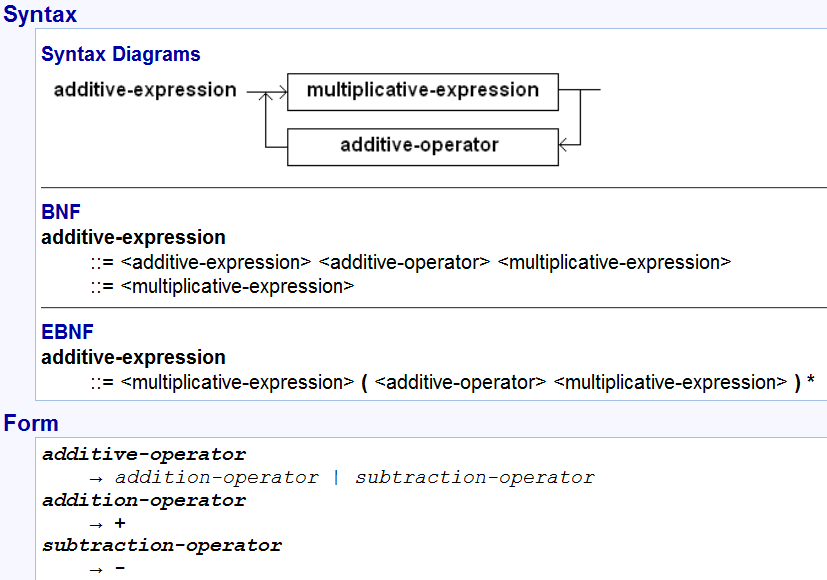 Syntax
Syntax Diagrams
additive-expression multiplicative-expression
additive-operator
BNF
additive-expression
::= <additive-expression> <additive-operator> <multiplicative-expression>
::= <multiplicative-expression>
EBNF
additive-expression
::= <multiplicative-expression> ( <additive-operator> <multiplicative-expression> ) *
Form
additive-operator
→ addition-operator | subtraction-operator
addition-operator
→ +
subtraction-operator
→ -